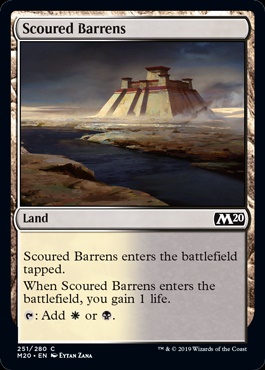 Scoured Barrens
Land
M20
Scoured Barrens enters the battlefield
tapped.
When Scoured Barrens enters the
battlefield, you gain 1 life.
: Add or .
251/280 C
M20 • EN Eytan Zana
™ & © 2019 Wizards of the Coast